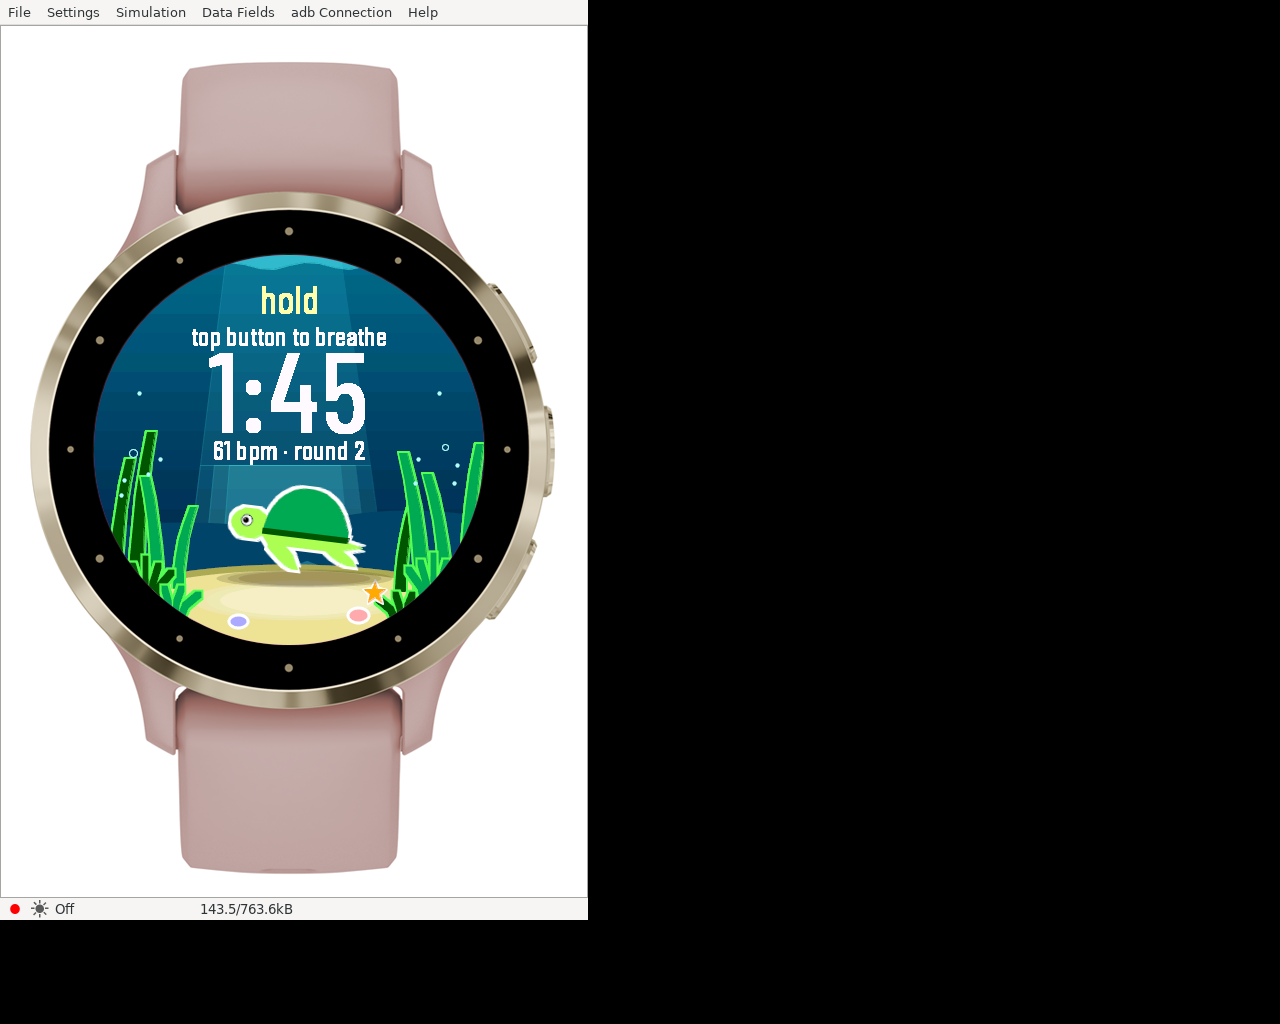 File Settings Simulation Data Fields adb Connection Help
hold
top button to breathe
1:45
61 bpm · round 2
Off 143.5/763.6kB